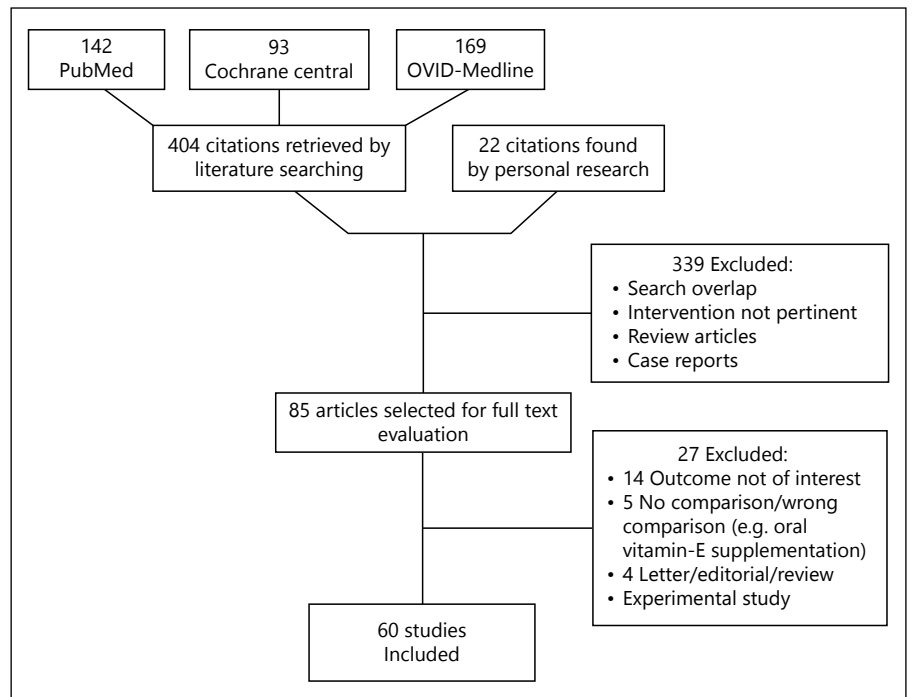 142
PubMed
93
Cochrane central
169
OVID-Medline
404 citations retrieved by
literature searching
22 citations found
by personal research
339 Excluded:
• Search overlap
• Intervention not pertinent
• Review articles
• Case reports
85 articles selected for full text
evaluation
27 Excluded:
• 14 Outcome not of interest
• 5 No comparison/wrong
comparison (e.g. oral
vitamin-E supplementation)
• 4 Letter/editorial/review
• Experimental study
60 studies
Included